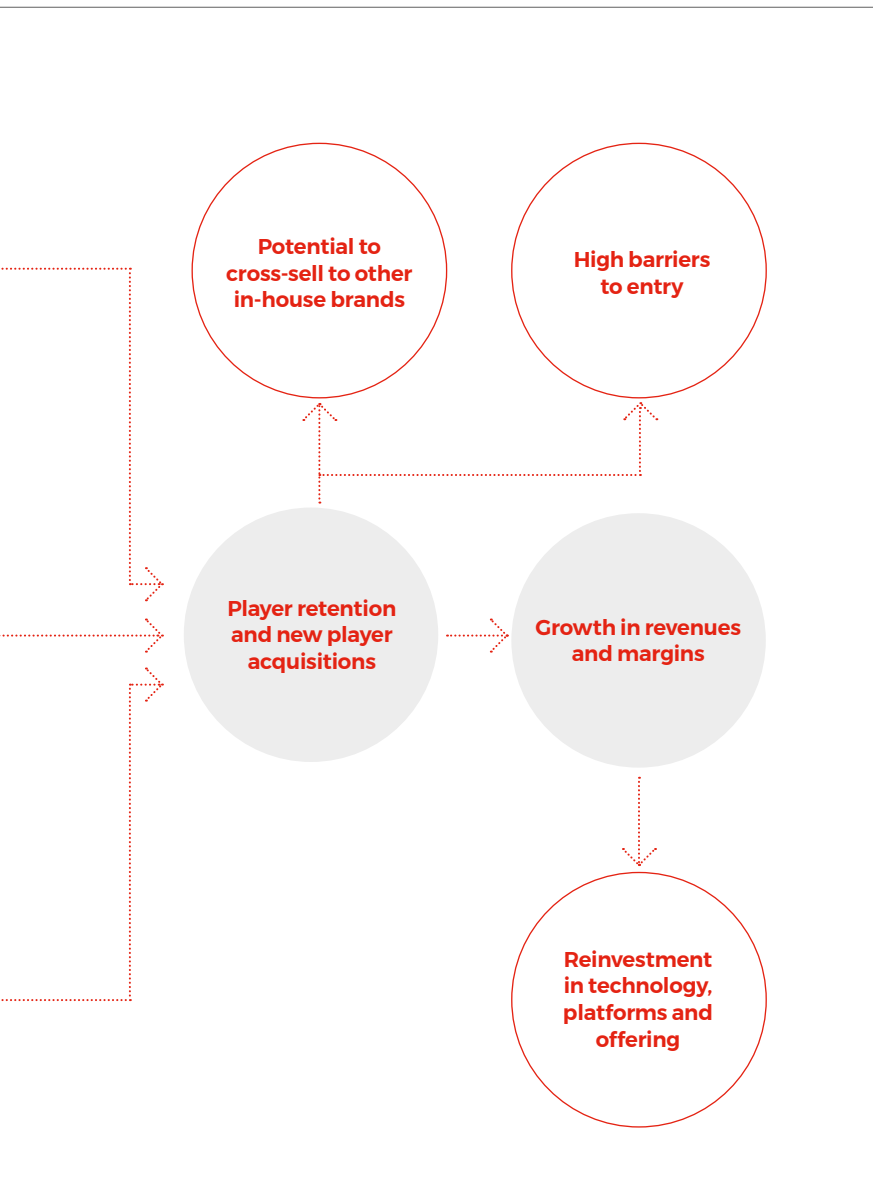 Potential to
cross-sell to other
in-house brands
High barriers
to entry
Player retention
and new player
acquisitions
Growth in revenues
and margins
Reinvestment
in technology,
platforms and
offering